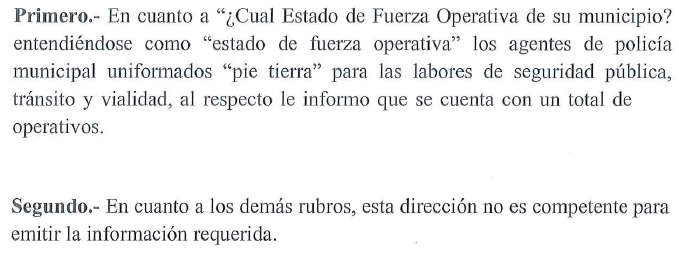 Primero.- En cuanto a “¿Cual Estado de Fuerza Operativa de su municipio?
entendiéndose como “estado de fuerza operativa” los agentes de policía
municipal uniformados “pie tierra” para las labores de seguridad pública,
tránsito y vialidad, al respecto le informo que se cuenta con un total de
operativos.
Segundo.- En cuanto a los demás rubros, esta dirección no es competente para
emitir la información requerida.